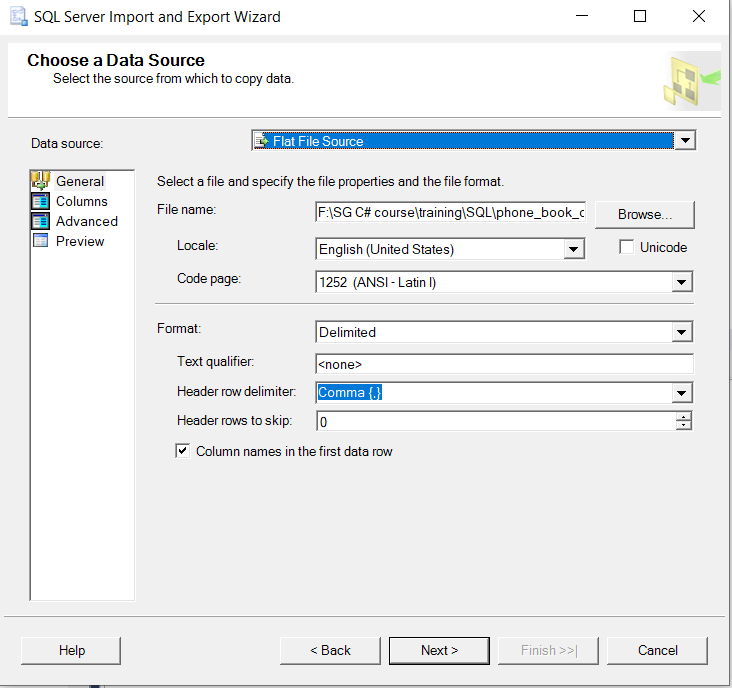 SQL Server Import and Export Wizard
Choose a Data Source
Select the source from which to copy data.
Data source: Flat File Source
General
Columns
Advanced
Preview
Select a file and specify the file properties and the file format.
File name: F:\SG C# course\training\SQL\phone_book_c Browse...
Locale: English (United States) Unicode
Code page: 1252 (ANSI - Latin I)
Format: Delimited
Text qualifier: <none>
Header row delimiter: Comma {,}
Header rows to skip: 0
Column names in the first data row
Help < Back Next > Finish >>| Cancel